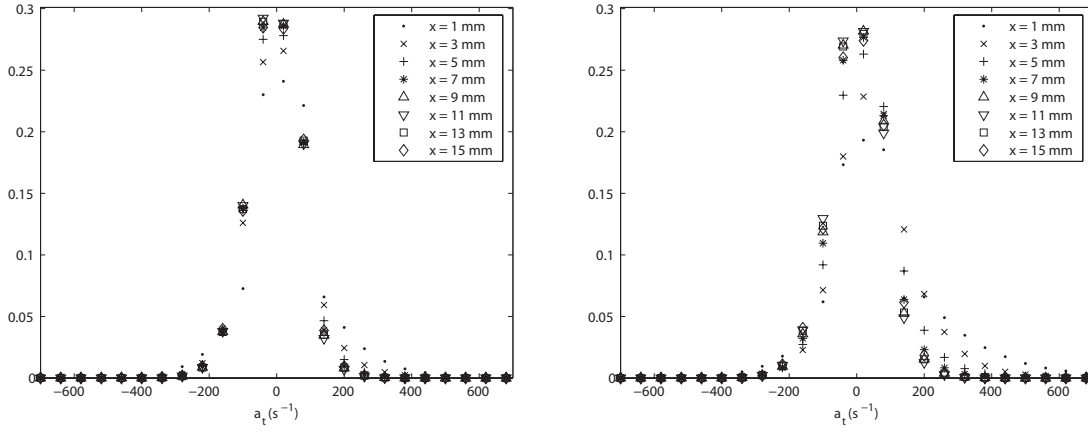 0.3
0.25
0.2
0.15
0.1
0.05
0
−600
−400
−200
0
200
400
600
a_t (s⁻¹)
x = 1 mm
x = 3 mm
x = 5 mm
x = 7 mm
x = 9 mm
x = 11 mm
x = 13 mm
x = 15 mm
0.3
0.25
0.2
0.15
0.1
0.05
0
−600
−400
−200
0
200
400
600
a_t (s⁻¹)
x = 1 mm
x = 3 mm
x = 5 mm
x = 7 mm
x = 9 mm
x = 11 mm
x = 13 mm
x = 15 mm